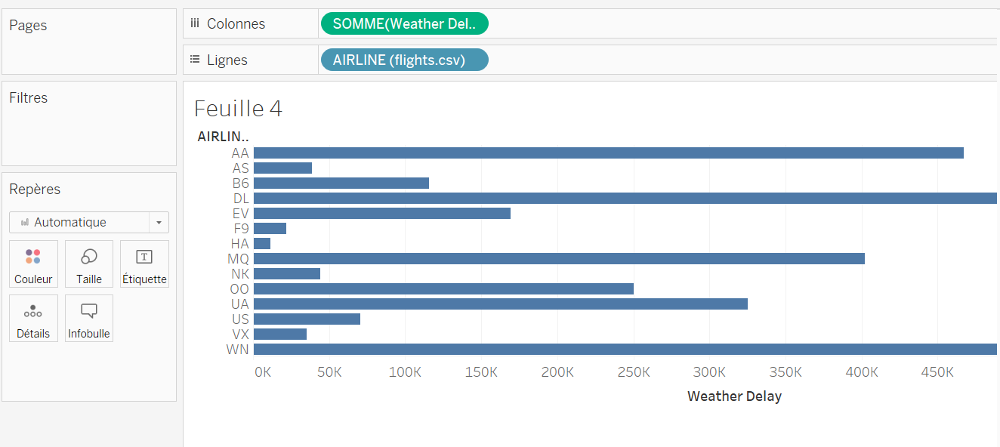 Pages
Colonnes
SOMME(Weather Del..
Lignes
AIRLINE (flights.csv)
Filtres
Feuille 4
AIRLIN..
AA
AS
B6
DL
EV
F9
HA
MQ
NK
OO
UA
US
VX
WN
0K 50K 100K 150K 200K 250K 300K 350K 400K 450K
Weather Delay
Repères
Automatique
Couleur Taille Étiquette
Détails Infobulle